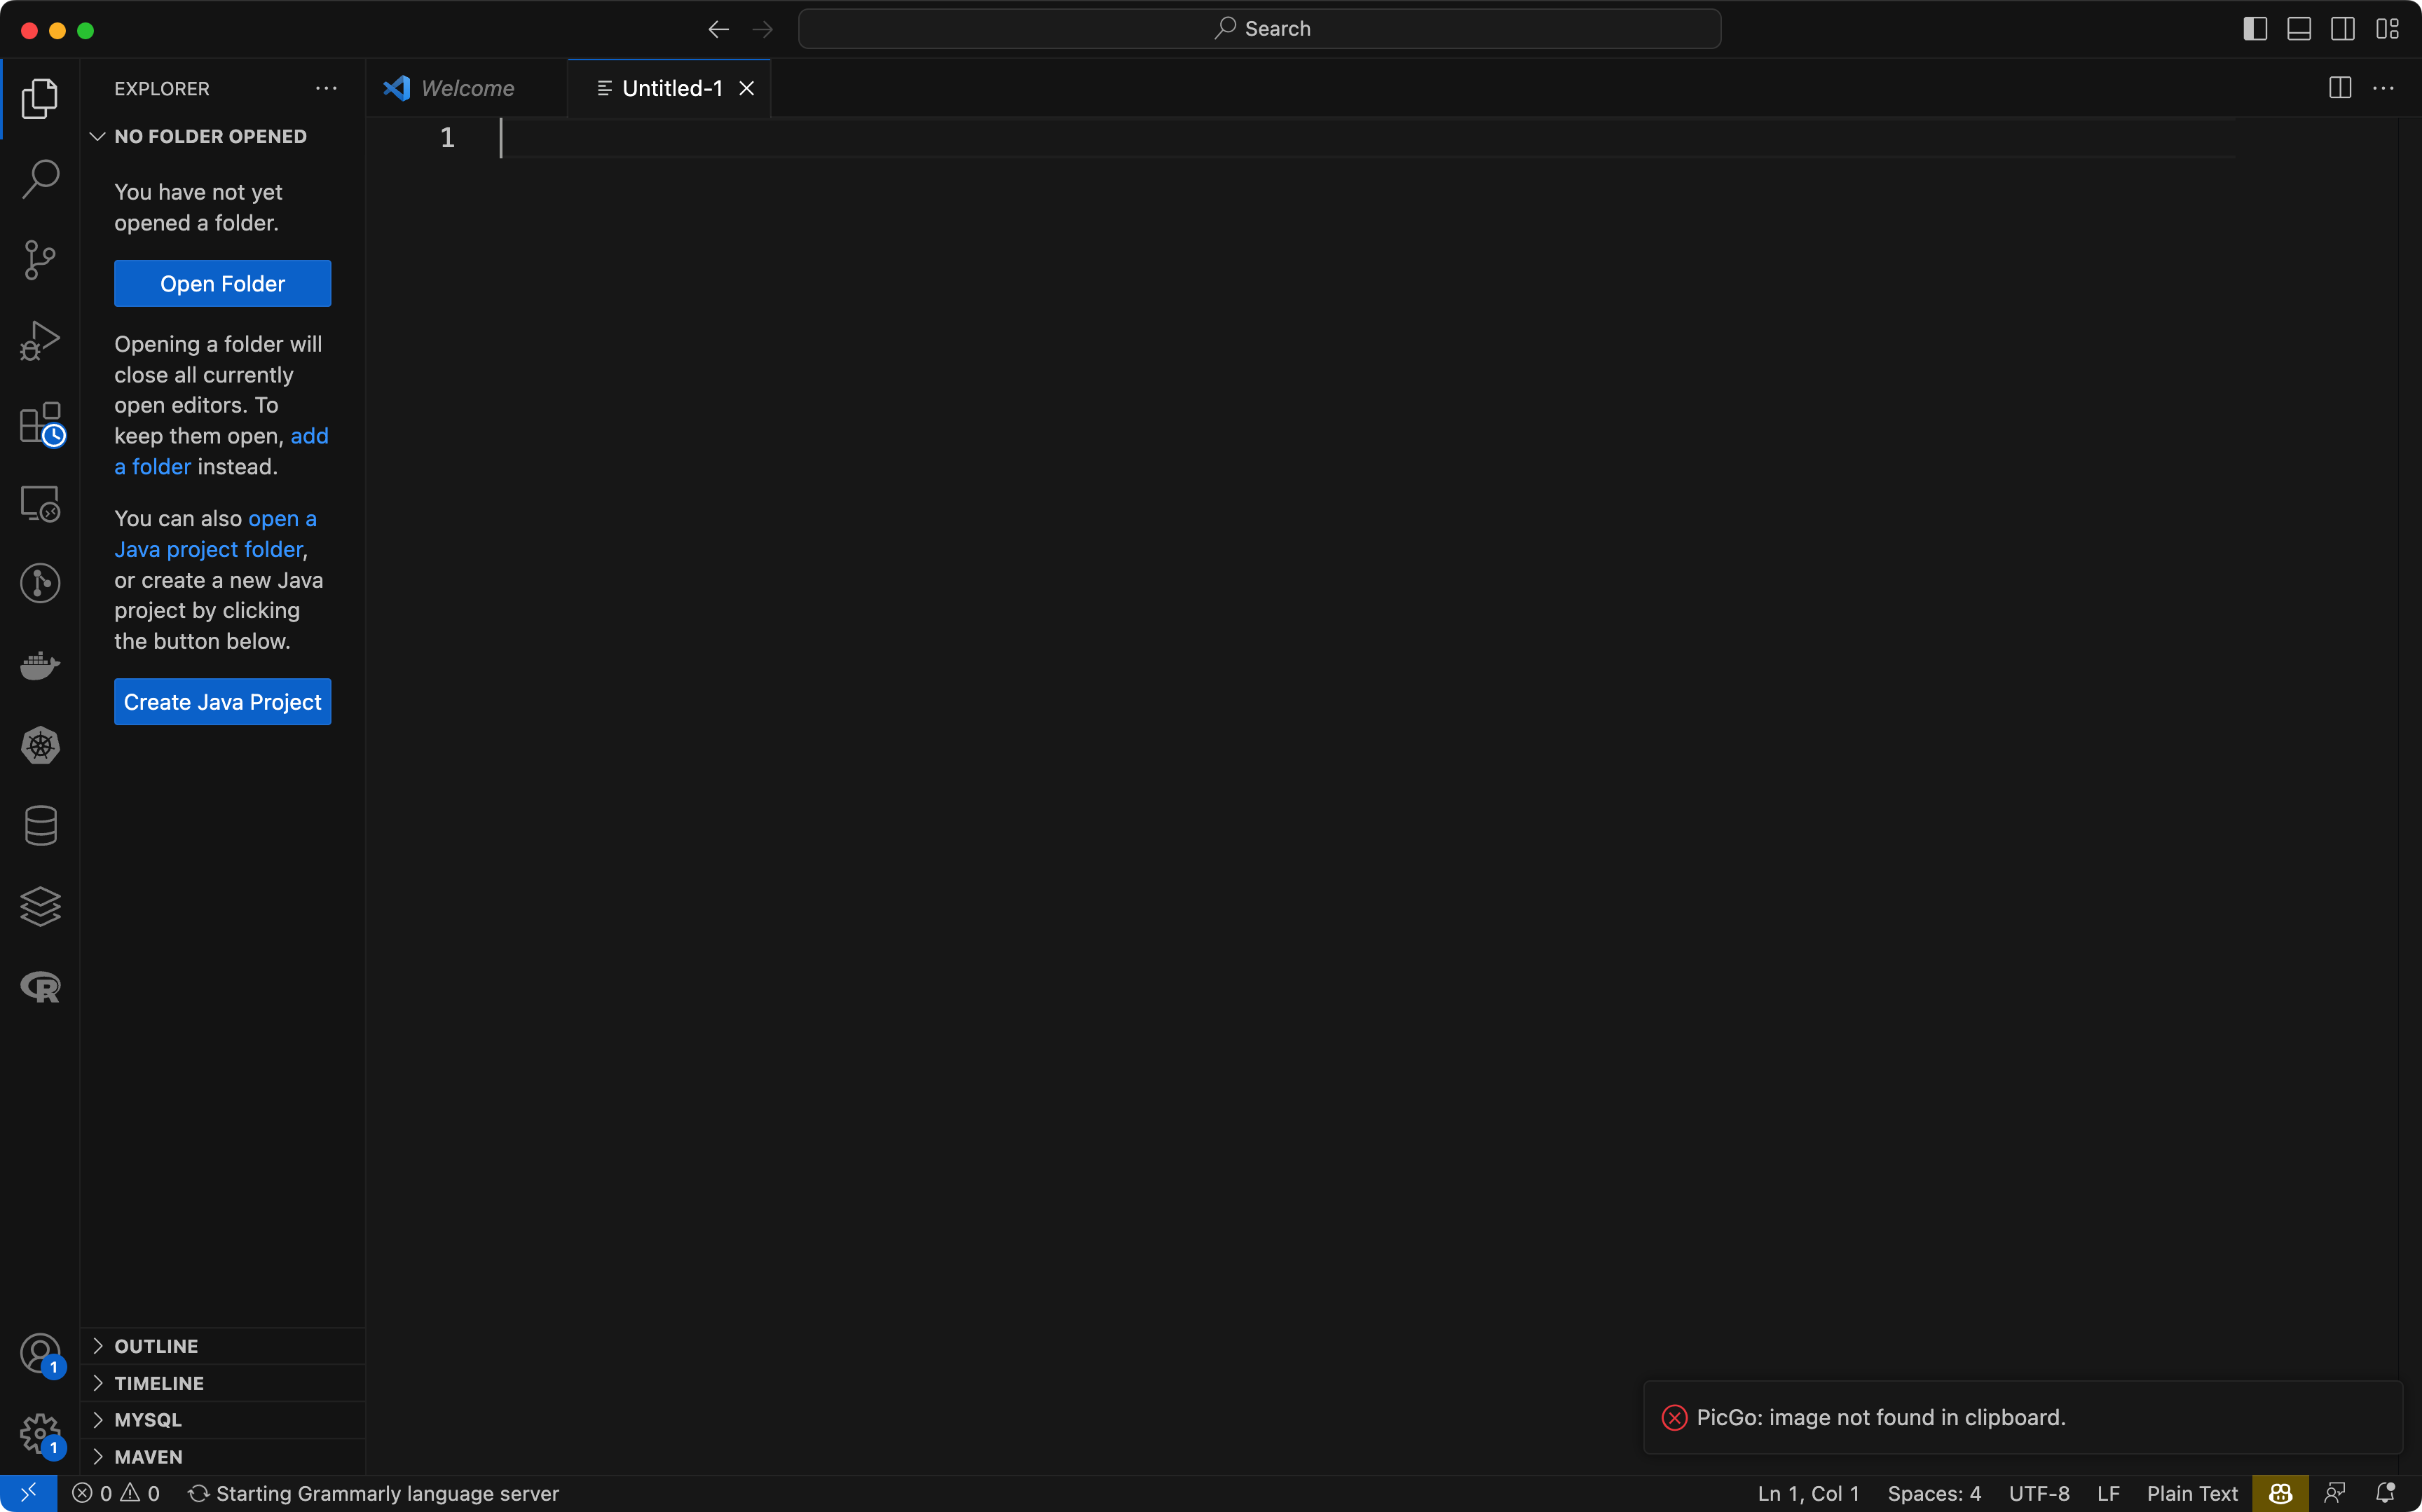 Search
EXPLORER
Welcome
Untitled-1
NO FOLDER OPENED
1
You have not yet
opened a folder.
Open Folder
Opening a folder will
close all currently
open editors. To
keep them open, add
a folder instead.
You can also open a
Java project folder,
or create a new Java
project by clicking
the button below.
Create Java Project
R
1
1
OUTLINE
TIMELINE
MYSQL
MAVEN
PicGo: image not found in clipboard.
0 0 Starting Grammarly language server
Ln 1, Col 1 Spaces: 4 UTF-8 LF Plain Text